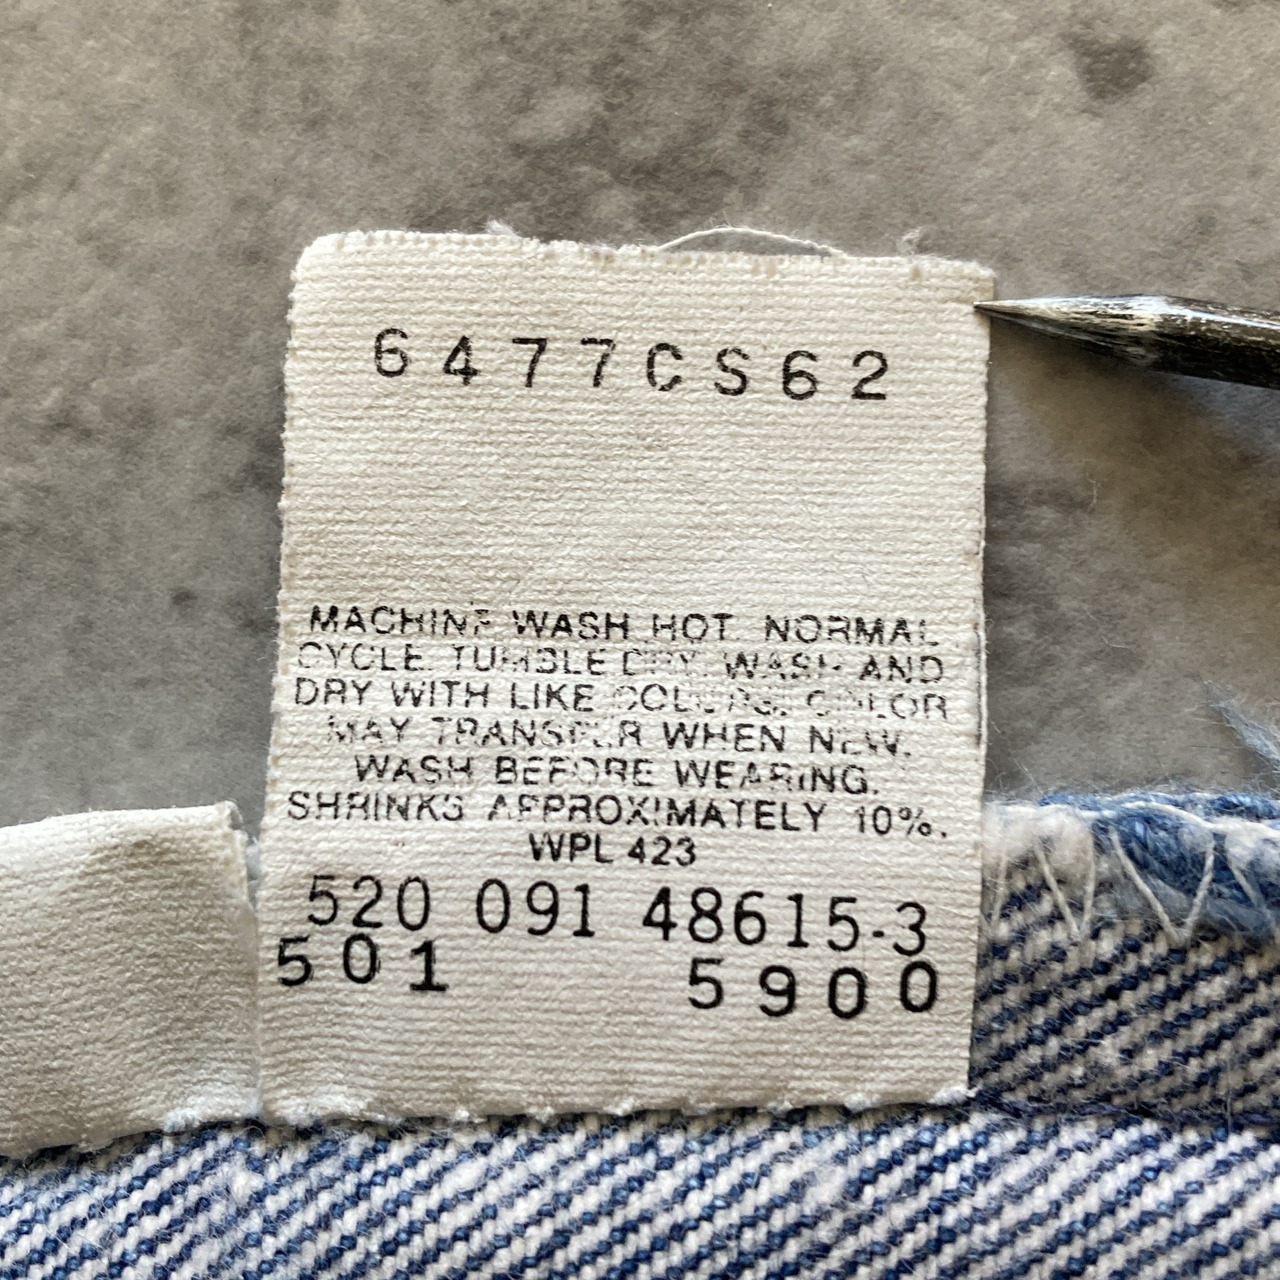 6477CS62
MACHINE WASH HOT NORMAL
CYCLE. TUMBLE DRY. WASH AND
DRY WITH LIKE COLORS. COLOR
MAY TRANSFER WHEN NEW.
WASH BEFORE WEARING.
SHRINKS APPROXIMATELY 10%.
WPL 423
520 091 48615-3
501 5900